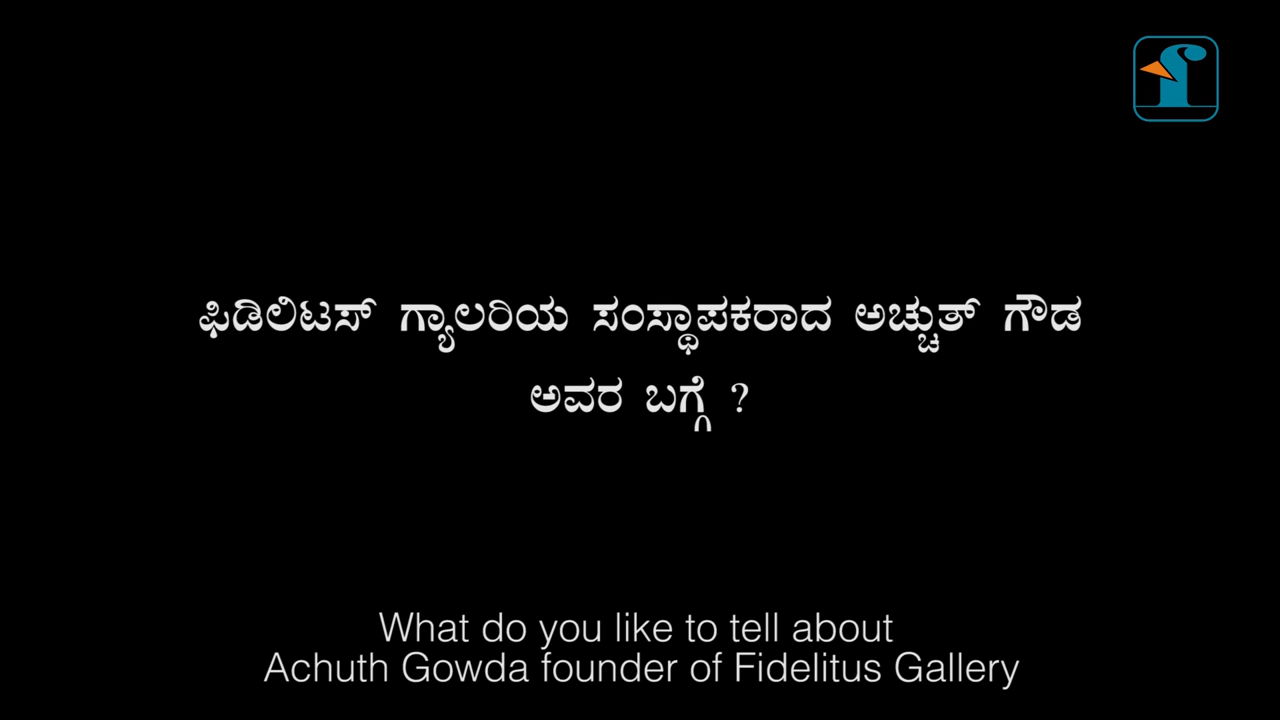 ಫಿಡಿಲಿಟಸ್ ಗ್ಯಾಲರಿಯ ಸಂಸ್ಥಾಪಕರಾದ ಅಚ್ಚುತ್ ಗೌಡ
ಅವರ ಬಗ್ಗೆ ?
What do you like to tell about
Achuth Gowda founder of Fidelitus Gallery